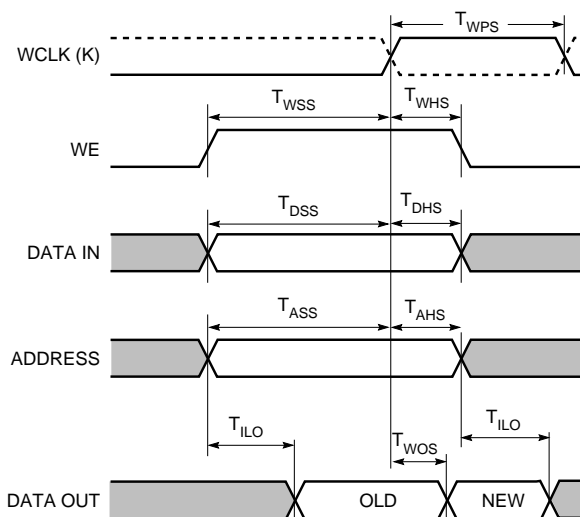 T_WPS
WCLK (K)
T_WSS T_WHS
WE
T_DSS T_DHS
DATA IN
T_ASS T_AHS
ADDRESS
T_ILO T_WOS T_ILO
DATA OUT OLD NEW